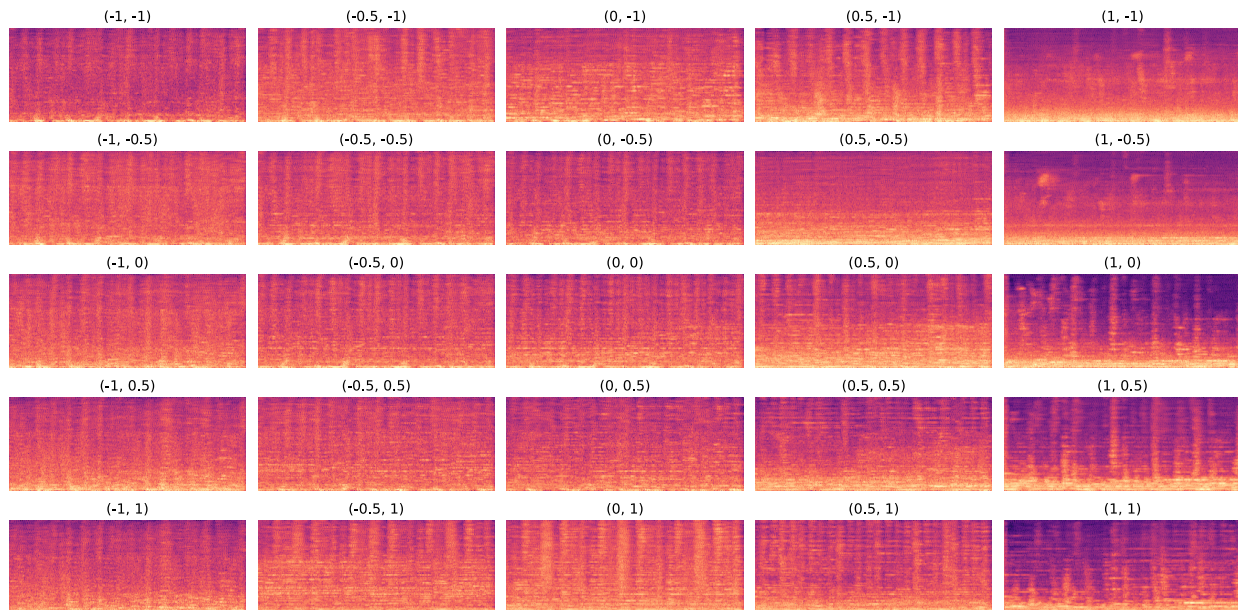 (-1, -1) (-0.5, -1) (0, -1) (0.5, -1) (1, -1)
(-1, -0.5) (-0.5, -0.5) (0, -0.5) (0.5, -0.5) (1, -0.5)
(-1, 0) (-0.5, 0) (0, 0) (0.5, 0) (1, 0)
(-1, 0.5) (-0.5, 0.5) (0, 0.5) (0.5, 0.5) (1, 0.5)
(-1, 1) (-0.5, 1) (0, 1) (0.5, 1) (1, 1)